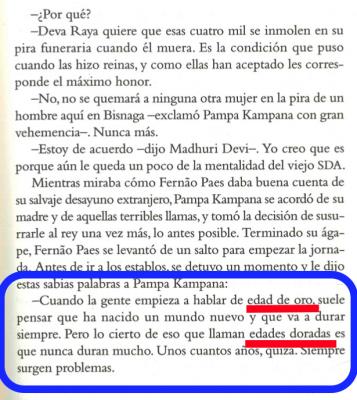 —¿Por qué?
—Deva Raya quiere que esas cuatro mil se inmolen en su
pira funeraria cuando él muera. Es la condición que puso
cuando las hizo reinas, y como ellas han aceptado les corres-
ponde el máximo honor.
—No, no se quemará a ninguna otra mujer en la pira de un
hombre aquí en Bisnaga —exclamó Pampa Kampana con gran
vehemencia—. Nunca más.
—Estoy de acuerdo —dijo Madhuri Devi—. Yo creo que es
porque aún le queda un poco de la mentalidad del viejo SDA.
Mientras miraba cómo Fernão Paes daba buena cuenta de
su salvaje desayuno extranjero, Pampa Kampana se acordó de su
madre y de aquellas terribles llamas, y tomó la decisión de susu-
rrarle al rey una vez más, lo antes posible. Terminado su ága-
pe, Fernão Paes se levantó de un salto para empezar la jorna-
da. Antes de ir a los establos, se detuvo un momento y le dijo
estas sabias palabras a Pampa Kampana:
—Cuando la gente empieza a hablar de edad de oro, suele
pensar que ha nacido un mundo nuevo y que va a durar
siempre. Pero lo cierto de eso que llaman edades doradas es
que nunca duran mucho. Unos cuantos años, quizá. Siempre
surgen problemas.